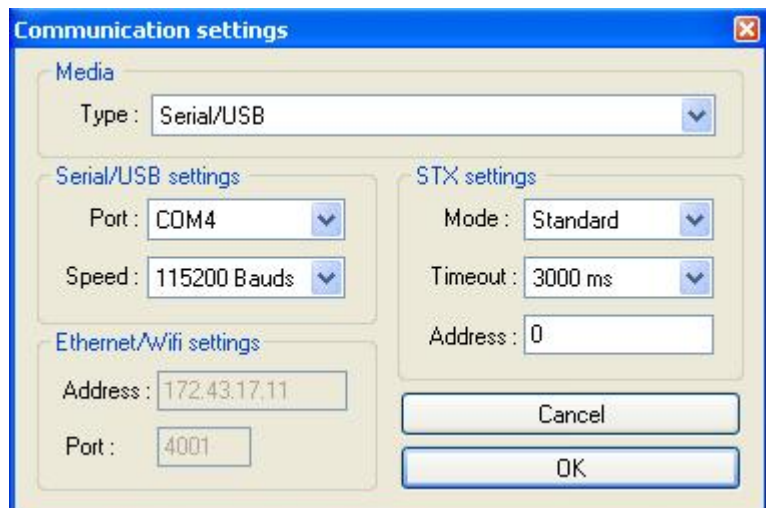 Communication settings
Media
Type : Serial/USB
Serial/USB settings
Port : COM4
Speed : 115200 Bauds
STX settings
Mode : Standard
Timeout : 3000 ms
Address : 0
Ethernet/Wifi settings
Address : 172.43.17.11
Port : 4001
Cancel
OK